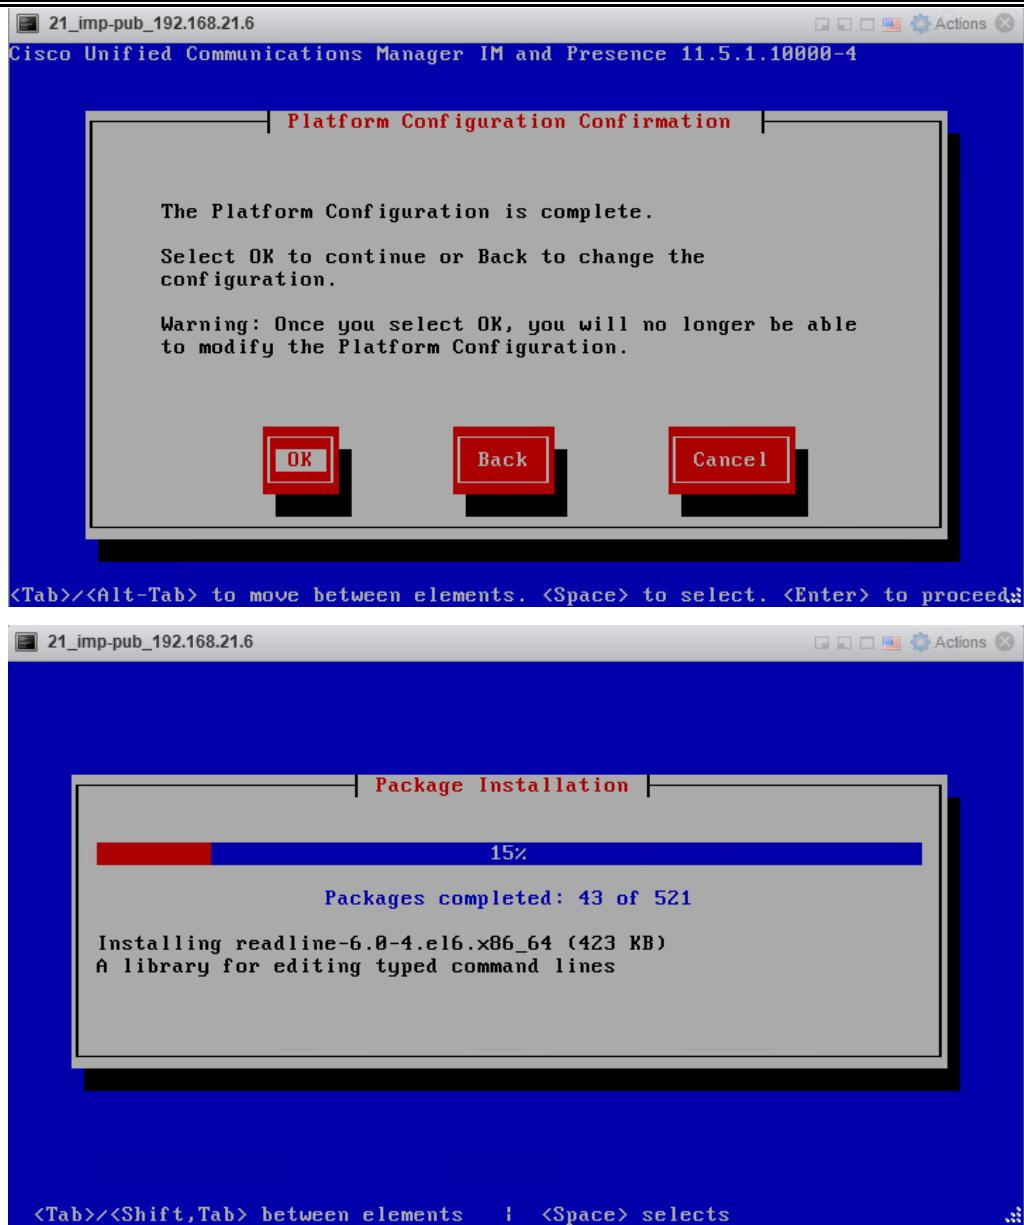 21_imp-pub_192.168.21.6 Actions
Cisco Unified Communications Manager IM and Presence 11.5.1.10000-4
Platform Configuration Confirmation
The Platform Configuration is complete.
Select OK to continue or Back to change the
configuration.
Warning: Once you select OK, you will no longer be able
to modify the Platform Configuration.
OK Back Cancel
<Tab>/<Alt-Tab> to move between elements. <Space> to select. <Enter> to proceed.
21_imp-pub_192.168.21.6 Actions
Package Installation
15%
Packages completed: 43 of 521
Installing readline-6.0-4.el6.x86_64 (423 KB)
A library for editing typed command lines
<Tab>/<Shift,Tab> between elements | <Space> selects